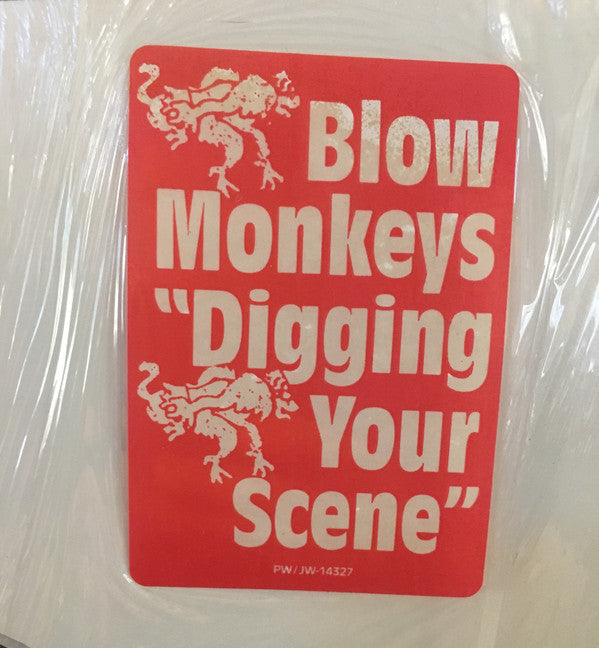 Blow
Monkeys
"Digging
Your
Scene"
PW/JW-14327